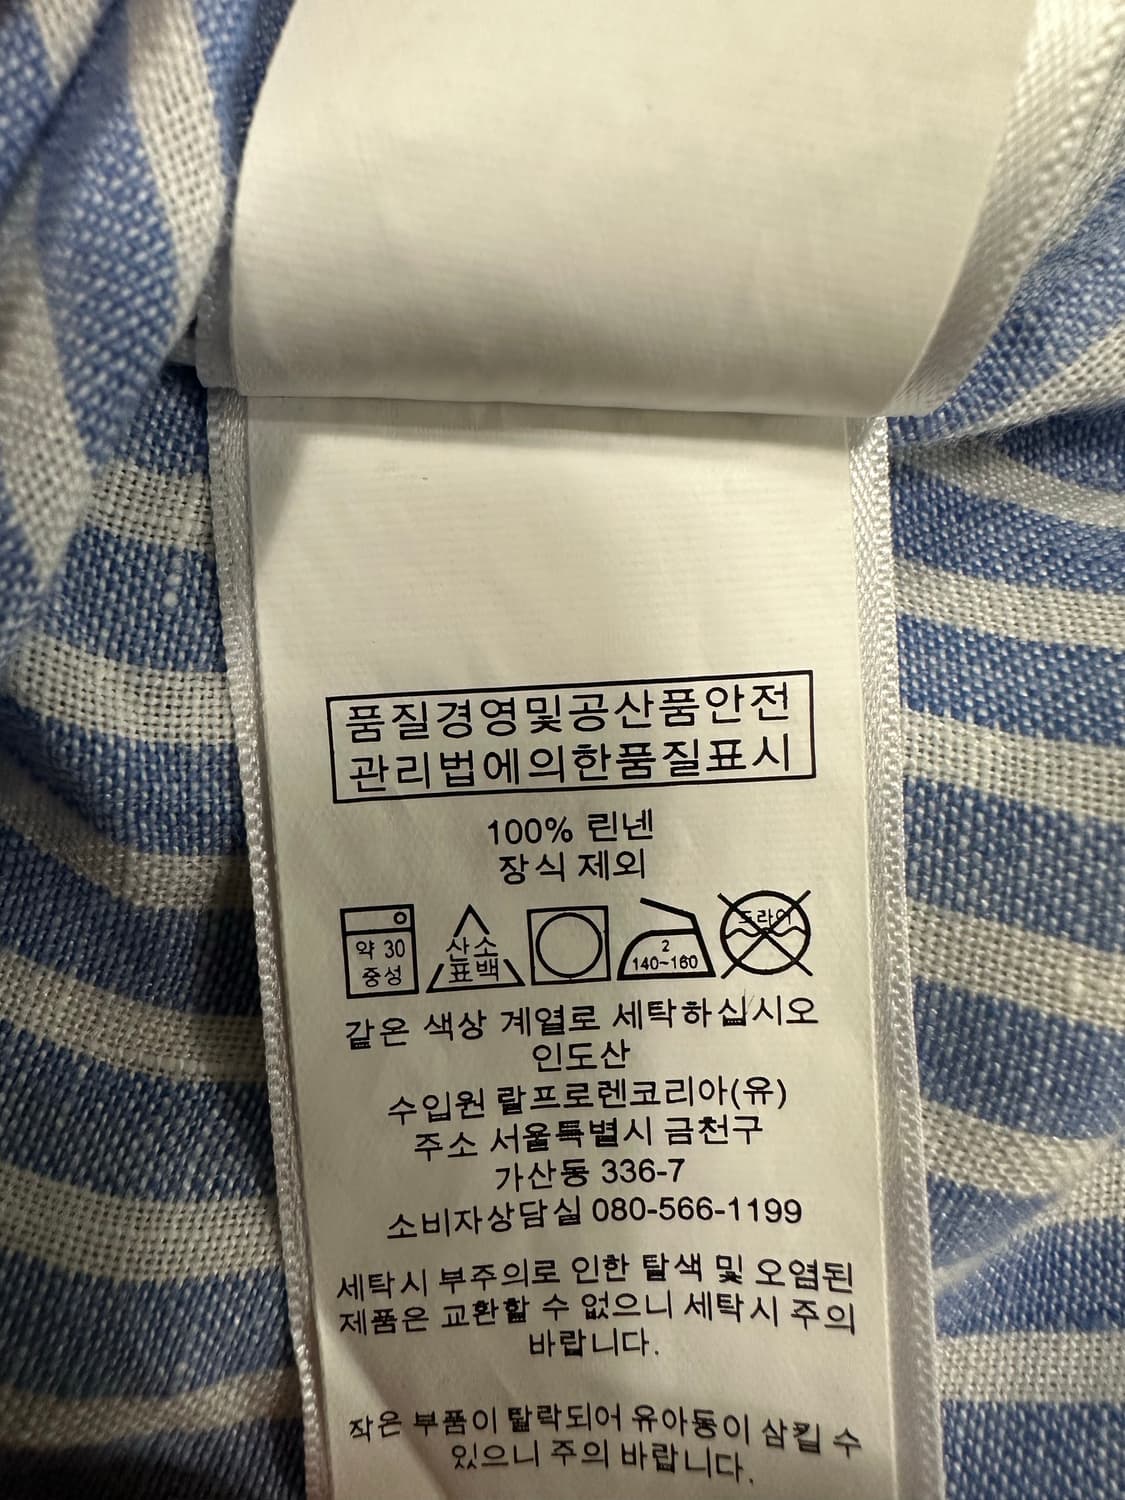 품질경영및공산품안전
관리법에의한품질표시
100% 린넨
장식 제외
약 30
중성
산소
표백
2
140~160
드라이
같은 색상 계열로 세탁하십시오
인도산
수입원 랄프로렌코리아(유)
주소 서울특별시 금천구
가산동 336-7
소비자상담실 080-566-1199
세탁시 부주의로 인한 탈색 및 오염된
제품은 교환할 수 없으니 세탁시 주의
바랍니다.
작은 부품이 탈락되어 유아동이 삼킬 수
있으니 주의 바랍니다.